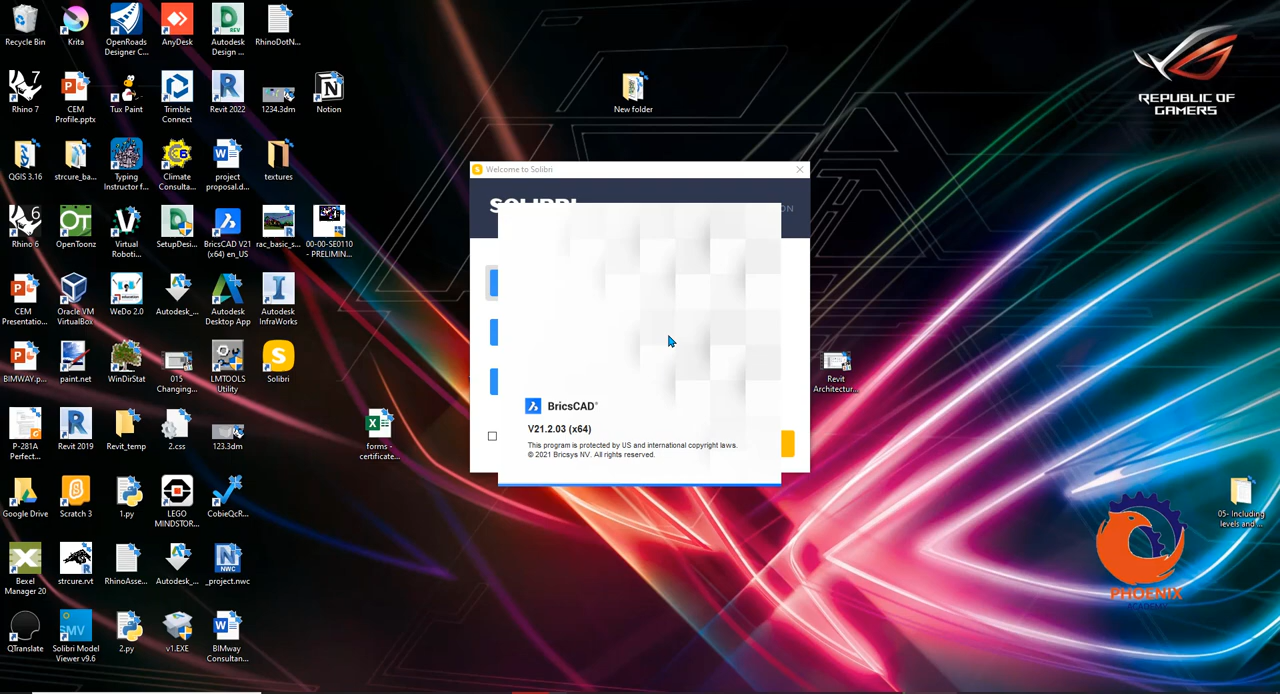 Recycle Bin
Krita
OpenRoads
Designer C...
AnyDesk
Autodesk
Design ...
RhinoDotN...
7
Rhino 7
CEM
Profile.pptx
Tux Paint
Trimble
Connect
Revit 2022
1234.3dm
Notion
New folder
REPUBLIC OF
GAMERS
QGIS 3.16
strcure_ba...
Typing
Instructor f...
Climate
Consulta...
project
proposal.d...
textures
6
Rhino 6
OpenToonz
Virtual
Roboti...
SetupDesi...
BricsCAD V21
(x64) en_US
rac_basic_s...
00-00-SE0110
- PRELIMIN...
CEM
Presentatio...
Oracle VM
VirtualBox
WeDo 2.0
Autodesk_...
Autodesk
Desktop App
Autodesk
InfraWorks
BIMWAY.p...
paint.net
WinDirStat
015
Changing...
LMTOOLS
Utility
Solibri
P-281A
Perfect...
Revit 2019
Revit_temp
2.css
123.3dm
forms -
certificate...
Google Drive
Scratch 3
1.py
LEGO
MINDSTOR...
CobieQcR...
Bexel
Manager 20
strcure.rvt
RhinoAsse...
Autodesk_...
_project.nwc
QTranslate
SMV
Solibri Model
Viewer v9.6
2.py
v1.EXE
BIMway
Consultan...
Welcome to Solibri
SOLIBRI
ON
BricsCAD®
V21.2.03 (x64)
This program is protected by US and international copyright laws.
© 2021 Bricsys NV. All rights reserved.
Revit
Architectur...
05- Including
levels and ...
PHOENIX
ACADEMY